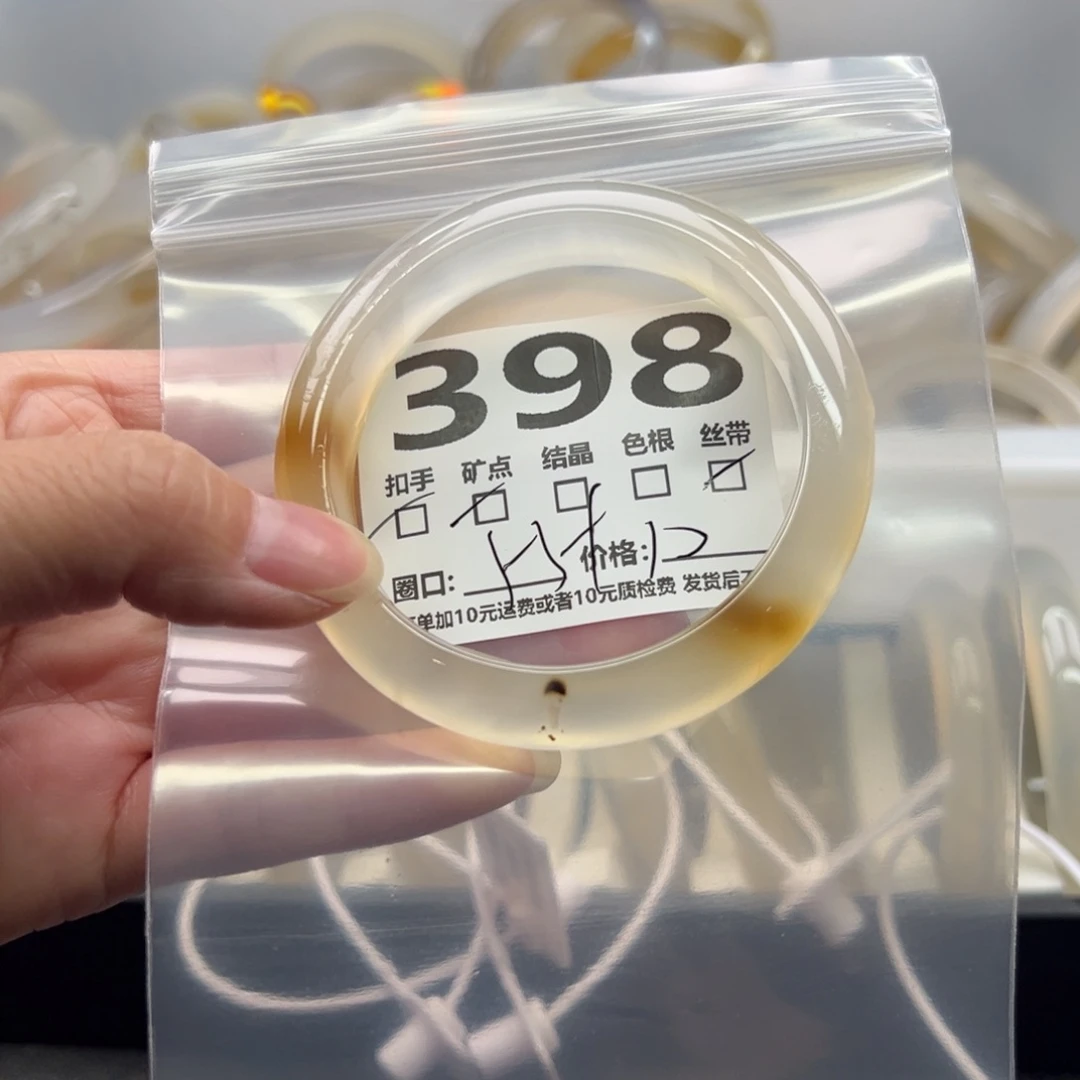 398
扣手 矿点 结晶 色根 丝带
圈口: 价格:
单加10元运费或者10元质检费 发货后